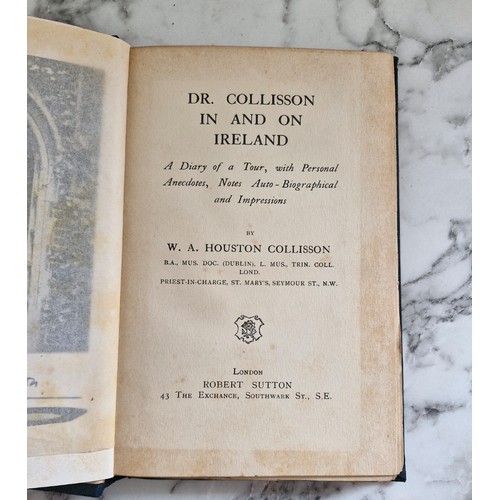 DR. COLLISSON
IN AND ON
IRELAND
A Diary of a Tour, with Personal
Anecdotes, Notes Auto-Biographical
and Impressions
BY
W. A. HOUSTON COLLISSON
B.A., MUS. DOC. (DUBLIN), L. MUS., TRIN. COLL.
LOND.
PRIEST-IN-CHARGE, ST. MARY'S, SEYMOUR ST., N.W.
LONDON
ROBERT SUTTON
43 THE EXCHANGE, SOUTHWARK ST., S.E.